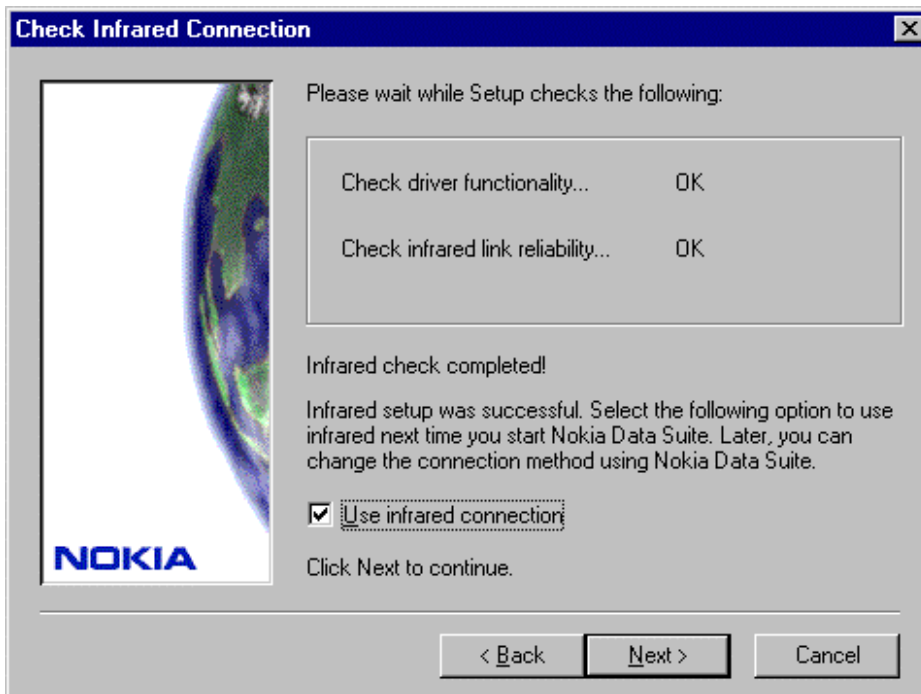 Check Infrared Connection
Please wait while Setup checks the following:
Check driver functionality... OK
Check infrared link reliability... OK
Infrared check completed!
Infrared setup was successful. Select the following option to use
infrared next time you start Nokia Data Suite. Later, you can
change the connection method using Nokia Data Suite.
Use infrared connection
NOKIA
Click Next to continue.
< Back Next > Cancel